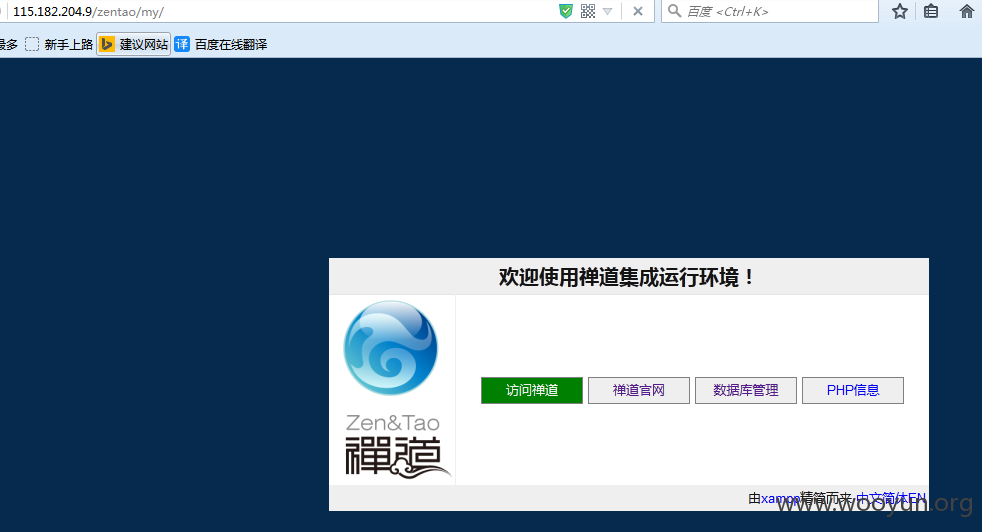 115.182.204.9/zentao/my/
百度 <Ctrl+K>
最多 新手上路 建议网站 译 百度在线翻译
欢迎使用禅道集成运行环境！
访问禅道 禅道官网 数据库管理 PHP信息
Zen&Tao
禪道
由xampp精简而来 中文简体EN
www.wooyun.org